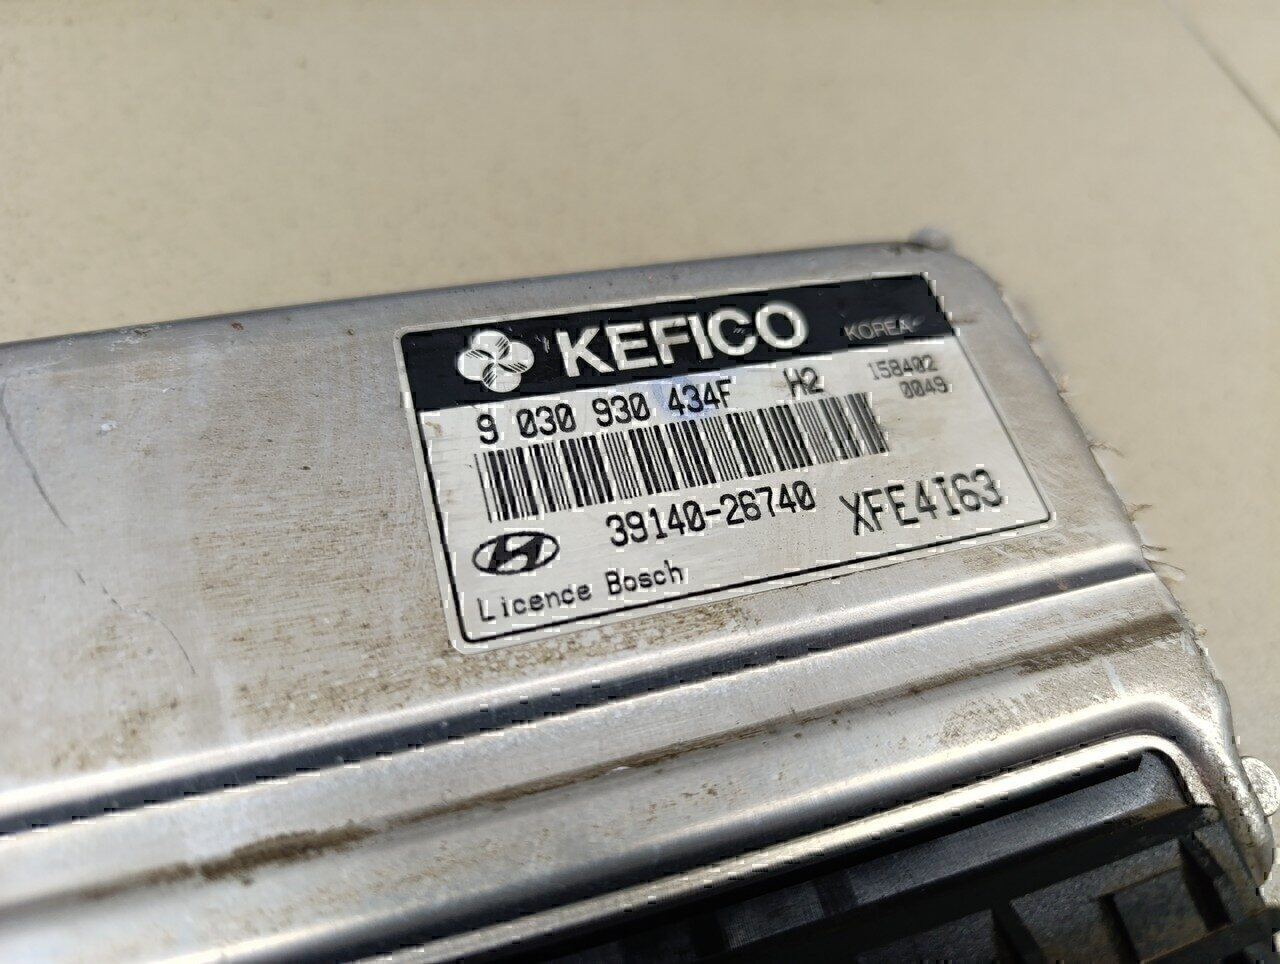 KEFICO KOREA
9 030 930 434F H2 158402
0049
39140-26740 XFE4I63
Licence Bosch